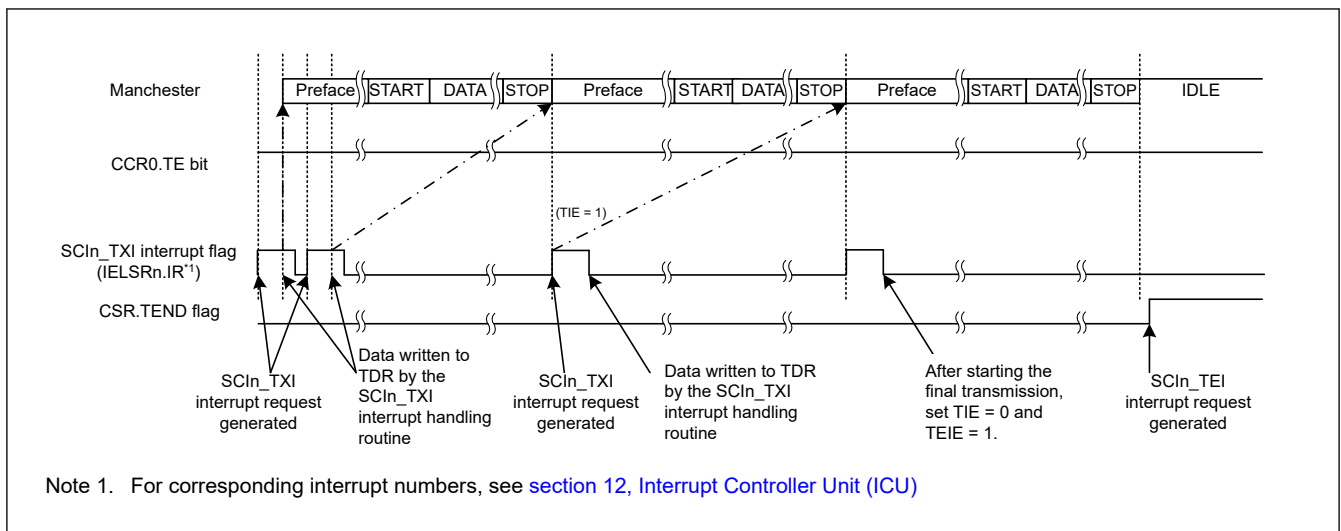 Manchester
Preface START DATA STOP Preface START DATA STOP Preface START DATA STOP IDLE
CCR0.TE bit
(TIE = 1)
SCIn_TXI interrupt flag
(IELSRn.IR*1)
CSR.TEND flag
SCIn_TXI
interrupt request
generated
Data written to
TDR by the
SCIn_TXI
interrupt handling
routine
SCIn_TXI
interrupt request
generated
Data written to TDR
by the SCIn_TXI
interrupt handling
routine
After starting the
final transmission,
set TIE = 0 and
TEIE = 1.
SCIn_TEI
interrupt request
generated
Note 1. For corresponding interrupt numbers, see section 12, Interrupt Controller Unit (ICU)